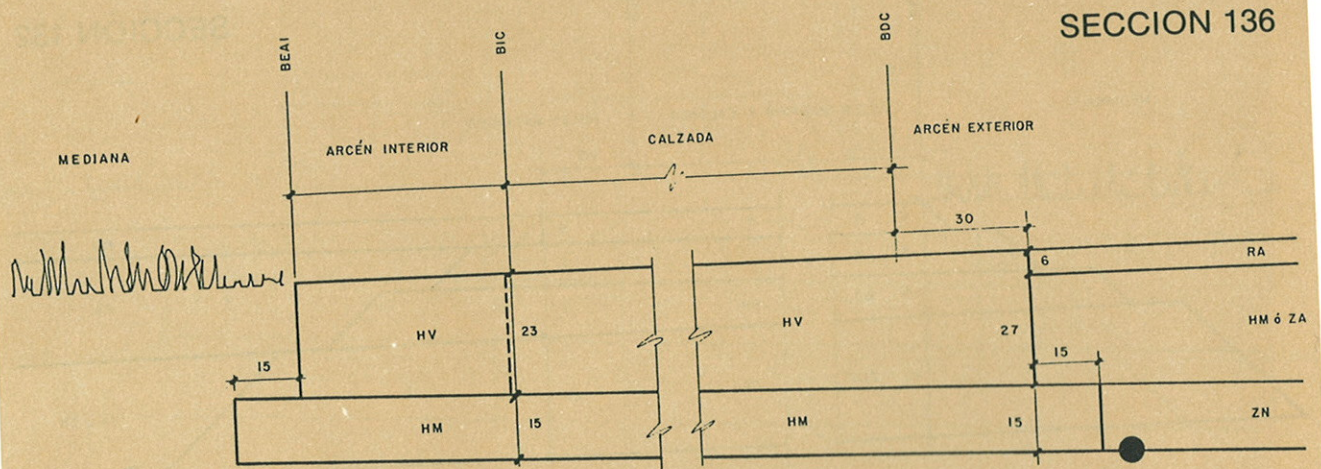 SECCION 136
BEAI
BIC
BDC
MEDIANA
ARCÉN INTERIOR
CALZADA
ARCÉN EXTERIOR
30
6
RA
HV
23
HV
27
HM ó ZA
15
15
HM
15
HM
15
ZN